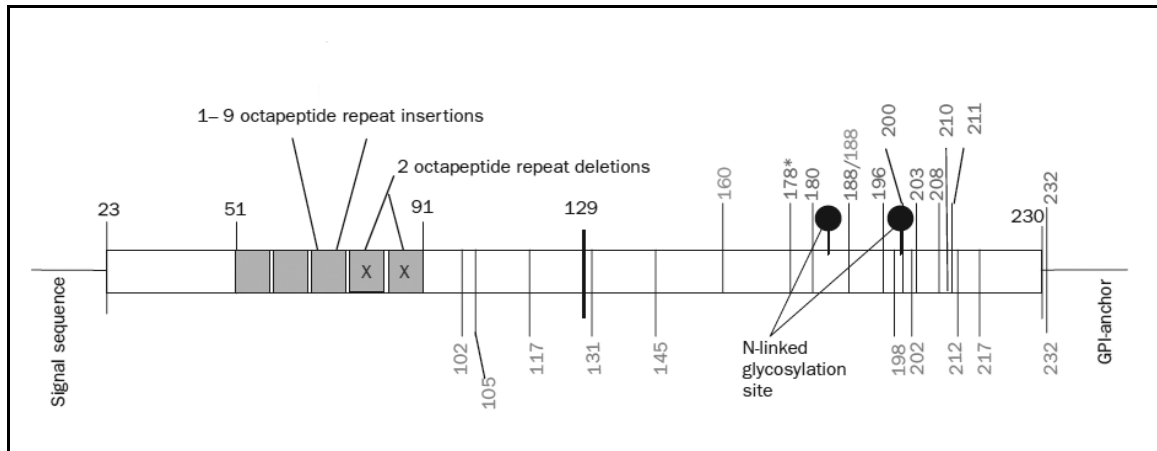 1– 9 octapeptide repeat insertions
2 octapeptide repeat deletions
23
51
91
129
160
178*
180
188/188
196
200
203
208
210
211
230
232
X
X
102
105
117
131
145
N-linked
glycosylation
site
198
202
212
217
232
Signal sequence
GPI-anchor